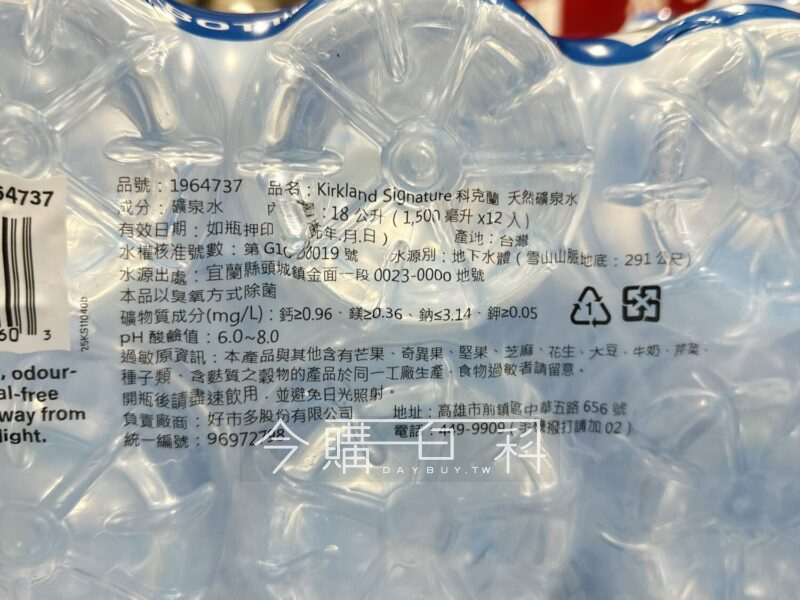 64737
品號：1964737
品名：Kirkland Signature 科克蘭 天然礦泉水
成分：礦泉水
量：18 公升（1,500 毫升 x12 入）
有效日期：如瓶押印
年.月.日）
產地：台灣
水權核准號數：第
0019 號
水源別：地下水體（雪山山脈地底：291 公尺）
水源出處：宜蘭縣頭城鎮金面一段 0023-0000 地號
本品以臭氧方式除菌
礦物質成分(mg/L)：鈣≥0.96、鎂≥0.36、鈉≤3.14、鉀≥0.05
1
pH 酸鹼值：6.0~8.0
過敏原資訊：本產品與其他含有芒果、奇異果、堅果、芝麻、花生、大豆、牛奶、芹菜、
種子類、含麩質之穀物的產品於同一工廠生產，食物過敏者請留意。
開瓶後請盡速飲用，並避免日光照射。
負責廠商：好市多股份有限公司
地址：高雄市前鎮區中華五路 656 號
統一編號：96972798
電話：449-9909（手機撥打請加 02）
60 3
25KS11040b
, odour-
al-free
way from
light.
今購百科
DAYBUY.TW